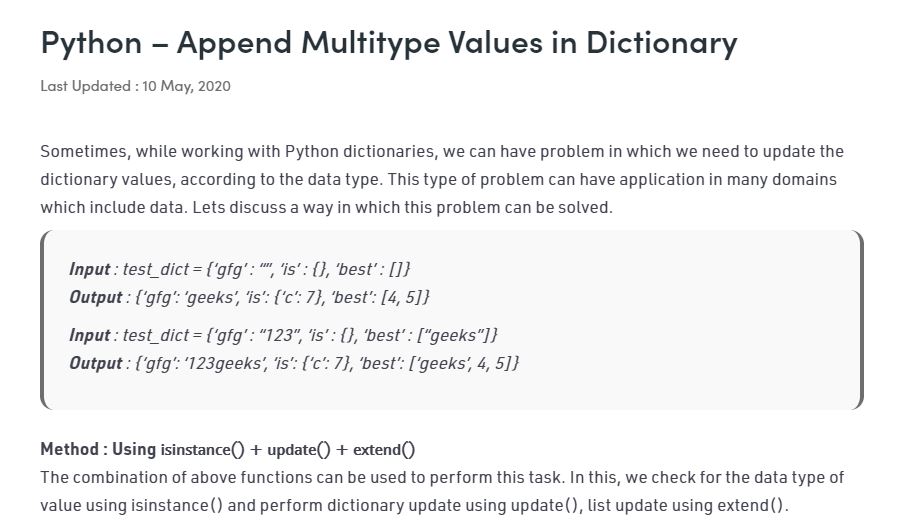 Python – Append Multitype Values in Dictionary
Last Updated : 10 May, 2020
Sometimes, while working with Python dictionaries, we can have problem in which we need to update the
dictionary values, according to the data type. This type of problem can have application in many domains
which include data. Lets discuss a way in which this problem can be solved.
Input : test_dict = {‘gfg’ : “”, ‘is’ : {}, ‘best’ : []}
Output : {‘gfg’: ‘geeks’, ‘is’: {‘c’: 7}, ‘best’: [4, 5]}
Input : test_dict = {‘gfg’ : “123”, ‘is’ : {}, ‘best’ : [“geeks”]}
Output : {‘gfg’: ‘123geeks’, ‘is’: {‘c’: 7}, ‘best’: [‘geeks’, 4, 5]}
Method : Using isinstance() + update() + extend()
The combination of above functions can be used to perform this task. In this, we check for the data type of
value using isinstance() and perform dictionary update using update(), list update using extend().